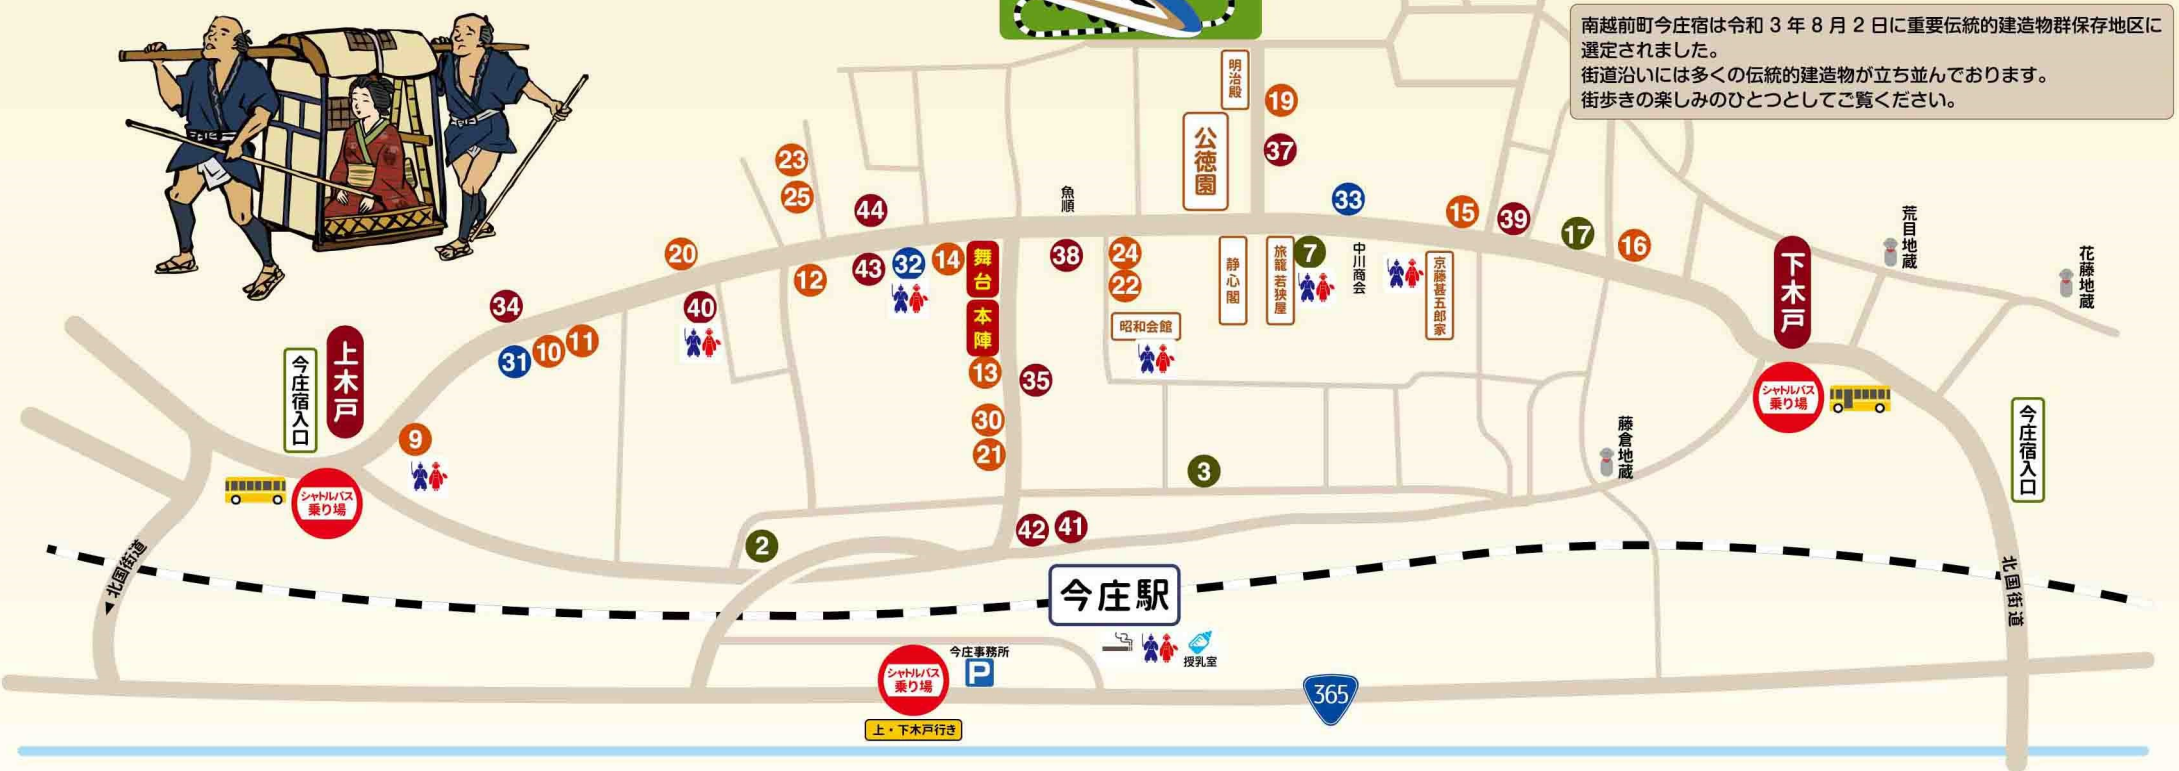 南越前町今庄宿は令和 3 年 8 月 2 日に重要伝統的建造物群保存地区に
選定されました。
街道沿いには多くの伝統的建造物が立ち並んでおります。
街歩きの楽しみのひとつとしてご覧ください。
明治殿
19
公徳園
37
23
25
44
魚順
33
15
39
17
16
荒目地蔵
花藤地蔵
20
12
43
32
14
舞台
38
24
22
静心閣
旅籠 若狭屋
7
中川商会
京藤甚五郎家
下木戸
34
40
本陣
昭和会館
31
10
11
13
35
上木戸
今庄宿入口
シャトルバス
乗り場
9
30
21
3
藤倉地蔵
今庄宿入口
シャトルバス
乗り場
42
41
2
◀北国街道
今庄駅
北国街道
授乳室
今庄事務所
P
シャトルバス
乗り場
上・下木戸行き
365